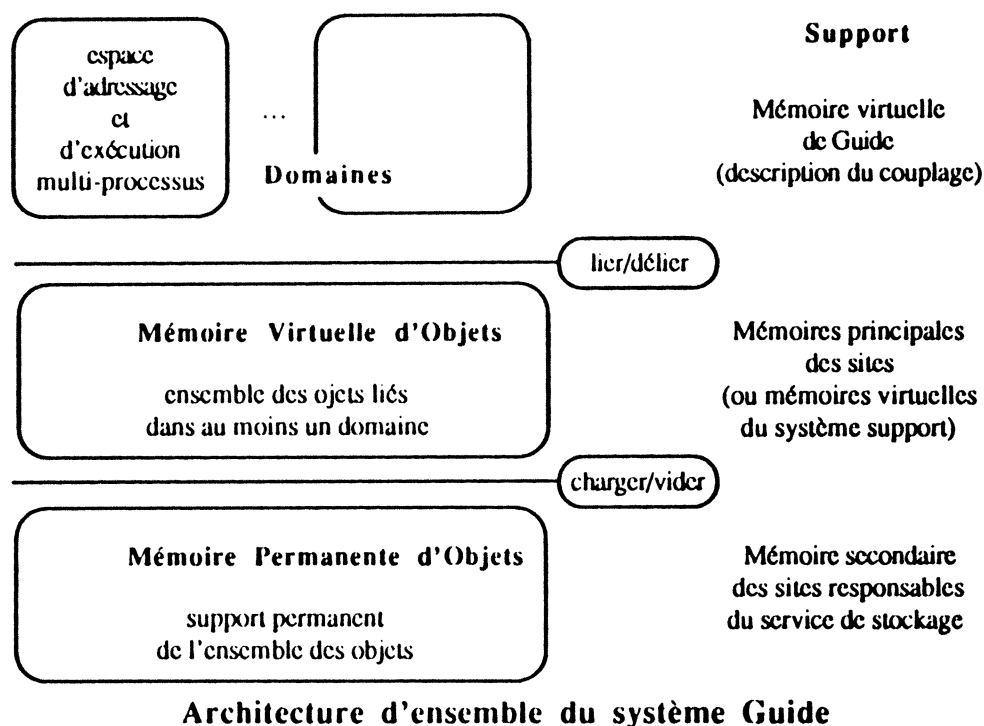 espace
d'adressage
et
d'exécution
multi-processus
...
Domaines
Support
Mémoire virtuelle
de Guide
(description du couplage)
lier/délier
Mémoire Virtuelle d'Objets
ensemble des ojets liés
dans au moins un domaine
Mémoires principales
des sites
(ou mémoires virtuelles
du système support)
charger/vider
Mémoire Permanente d'Objets
support permanent
de l'ensemble des objets
Mémoire secondaire
des sites responsables
du service de stockage
Architecture d'ensemble du système Guide